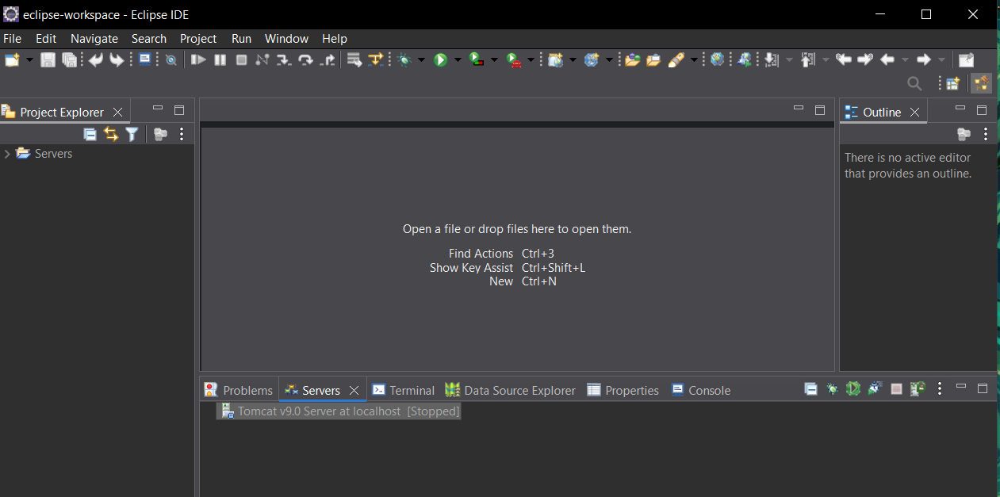 eclipse-workspace - Eclipse IDE
File Edit Navigate Search Project Run Window Help
Project Explorer
Outline
Servers
There is no active editor
that provides an outline.
Open a file or drop files here to open them.
Find Actions Ctrl+3
Show Key Assist Ctrl+Shift+L
New Ctrl+N
Problems Servers Terminal Data Source Explorer Properties Console
Tomcat v9.0 Server at localhost [Stopped]